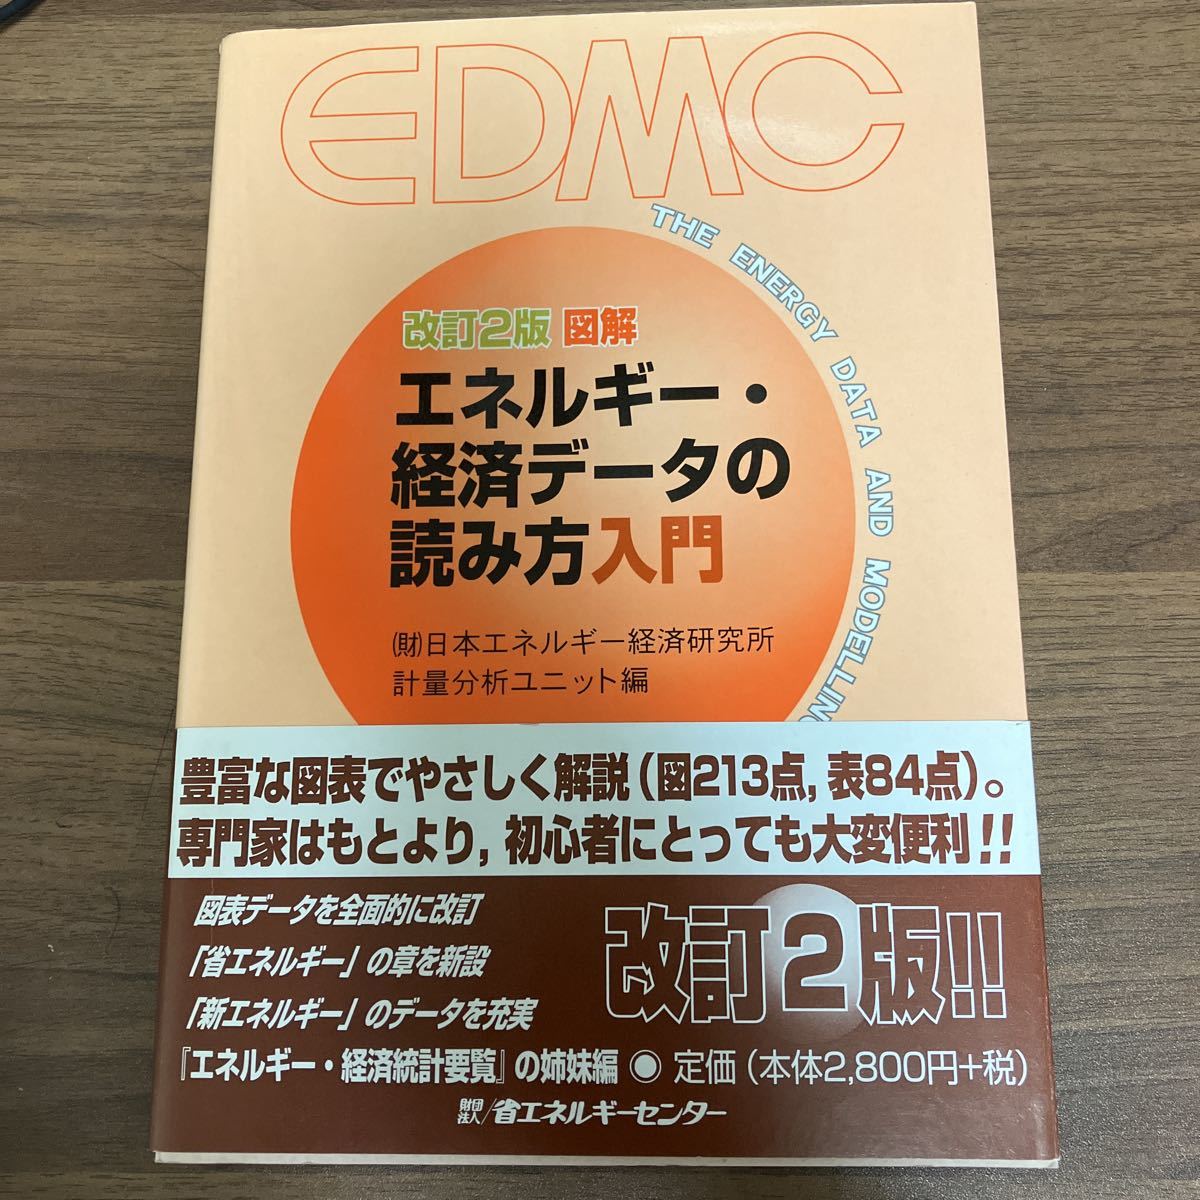 EDMC
THE ENERGY DATA AND MODELLING
改訂2版 図解
エネルギー・
経済データの
読み方入門
(財)日本エネルギー経済研究所
計量分析ユニット編
豊富な図表でやさしく解説(図213点,表84点)。
専門家はもとより,初心者にとっても大変便利!!
図表データを全面的に改訂
「省エネルギー」の章を新設
「新エネルギー」のデータを充実
改訂2版!!
『エネルギー・経済統計要覧』の姉妹編 ● 定価(本体2,800円+税)
財団法人/省エネルギーセンター